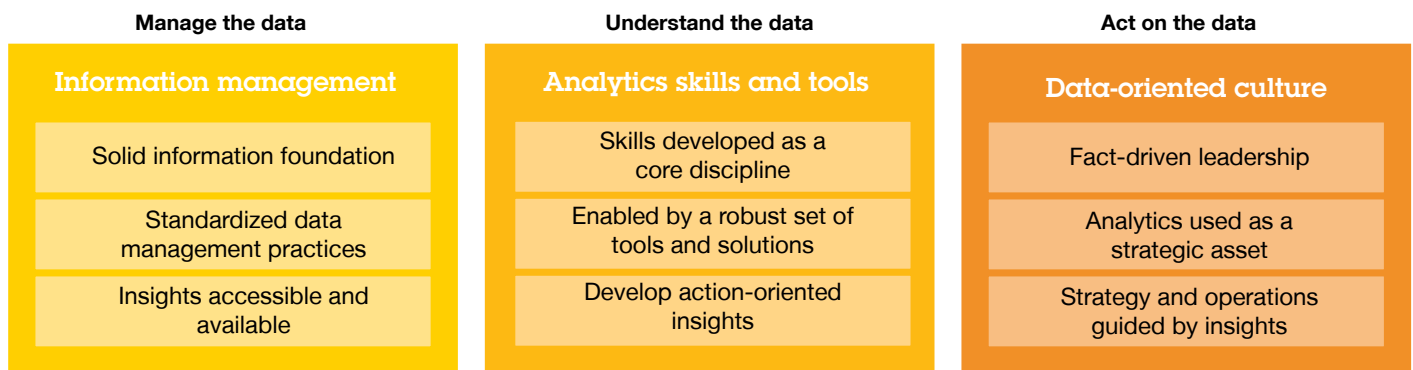 Manage the data
Information management
Solid information foundation
Standardized data
management practices
Insights accessible and
available
Understand the data
Analytics skills and tools
Skills developed as a
core discipline
Enabled by a robust set of
tools and solutions
Develop action-oriented
insights
Act on the data
Data-oriented culture
Fact-driven leadership
Analytics used as a
strategic asset
Strategy and operations
guided by insights